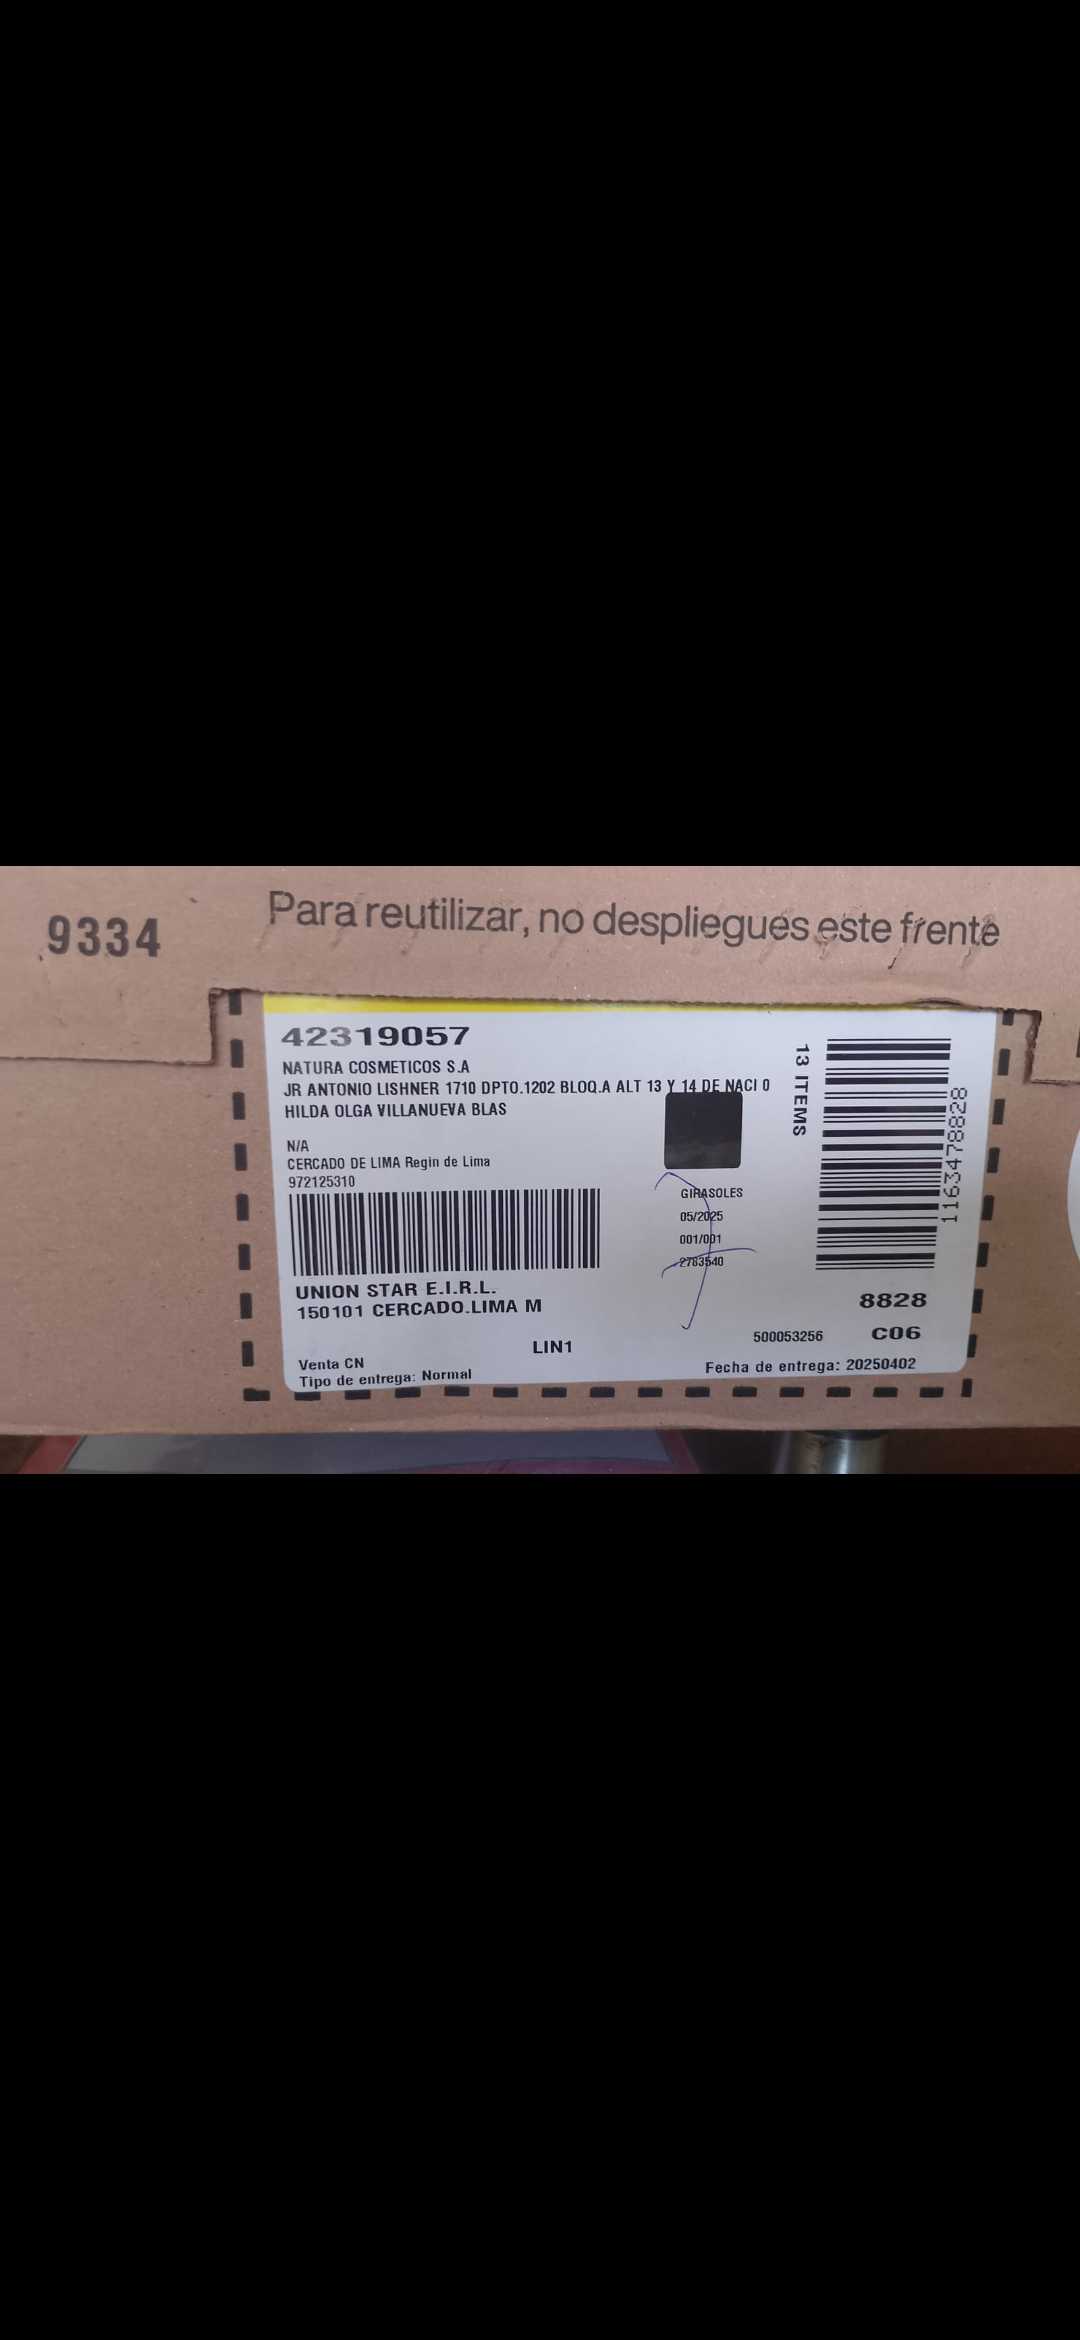 Para reutilizar, no despliegues este frente
9334
42319057
NATURA COSMETICOS S.A
JR ANTONIO LISHNER 1710 DPTO.1202 BLOQ.A ALT 13 Y 14 DE NACI 0
HILDA OLGA VILLANUEVA BLAS
N/A
CERCADO DE LIMA Regin de Lima
972125310
GIRASOLES
05/2025
001/001
2783540
13 ITEMS
1163478828
UNION STAR E.I.R.L.
150101 CERCADO.LIMA M
8828
LIN1
500053256
C06
Venta CN
Tipo de entrega: Normal
Fecha de entrega: 20250402